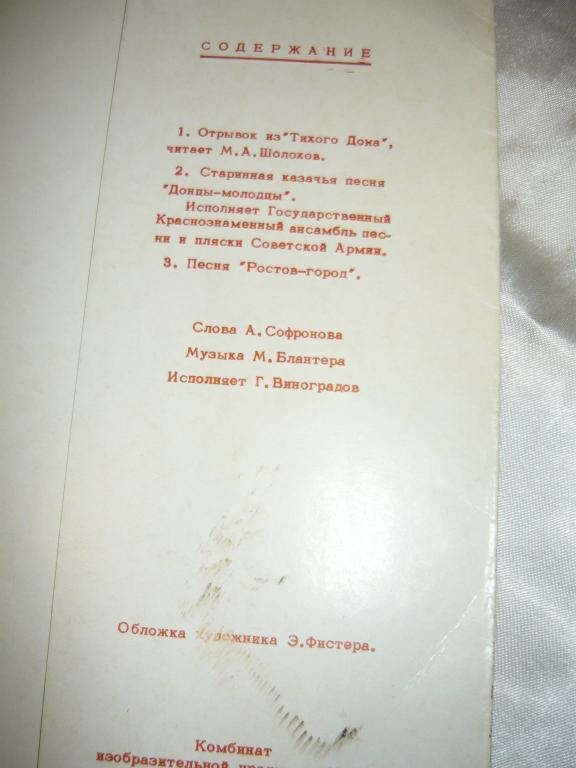 СОДЕРЖАНИЕ
1. Отрывок из "Тихого Дона",
читает М.А.Шолохов.
2. Старинная казачья песня
"Донцы-молодцы".
Исполняет Государственный
Краснознаменный ансамбль пес-
ни и пляски Советской Армии.
3. Песня "Ростов-город".
Слова А.Софронова
Музыка М.Блантера
Исполняет Г.Виноградов
Обложка художника Э.Фистера.
Комбинат
изобразительной